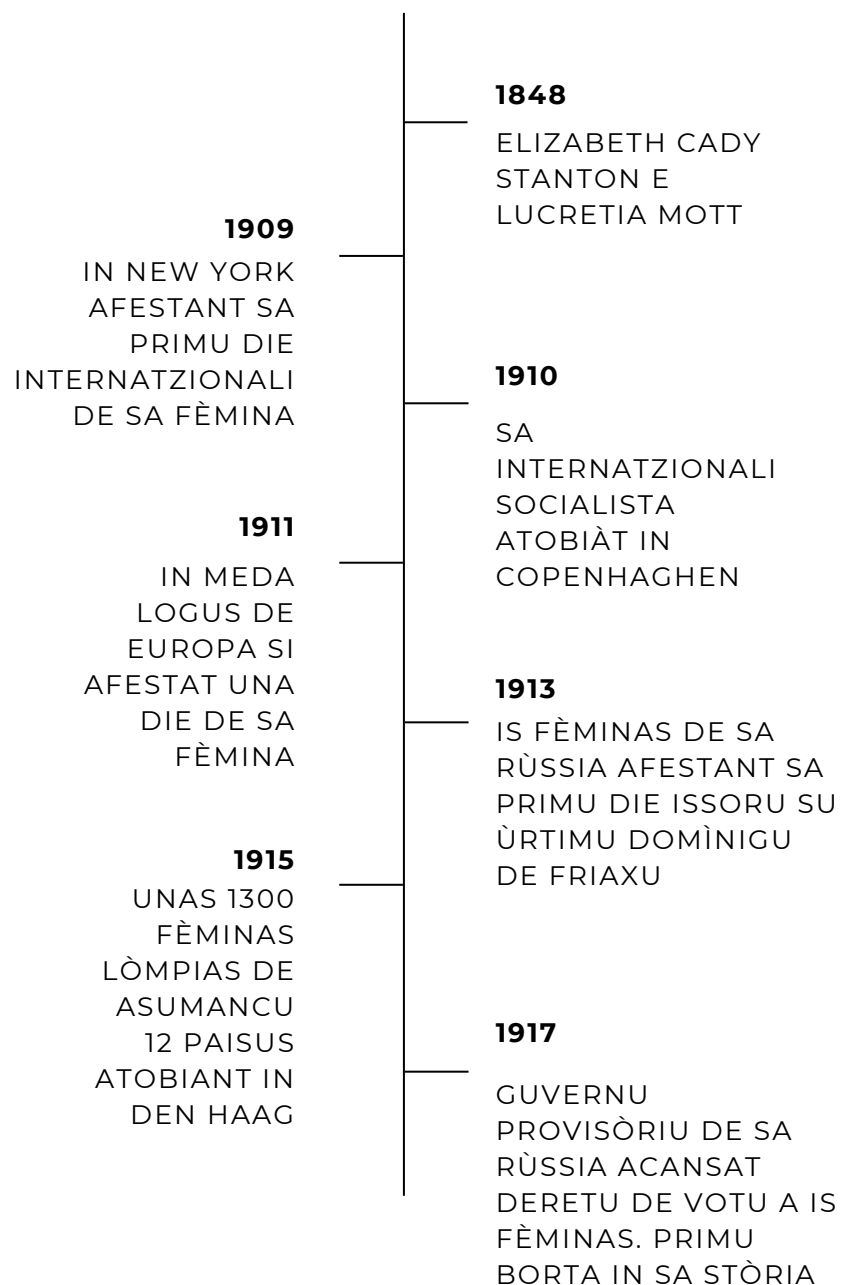 1848
ELIZABETH CADY
STANTON E
LUCRETIA MOTT
1909
IN NEW YORK
AFESTANT SA
PRIMU DIE
INTERNATZIONALI
DE SA FÈMINA
1910
SA
INTERNATZIONALI
SOCIALISTA
ATOBIÀT IN
COPENHAGHEN
1911
IN MEDA
LOGUS DE
EUROPA SI
AFESTAT UNA
DIE DE SA
FÈMINA
1913
IS FÈMINAS DE SA
RÙSSIA AFESTANT SA
PRIMU DIE ISSORU SU
ÙRTIMU DOMÌNIGU
DE FRIAXU
1915
UNAS 1300
FÈMINAS
LÒMPIAS DE
ASUMANCU
12 PAISUS
ATOBIANT IN
DEN HAAG
1917
GUVERNU
PROVISÒRIU DE SA
RÙSSIA ACANSAT
DERETU DE VOTU A IS
FÈMINAS. PRIMU
BORTA IN SA STÒRIA